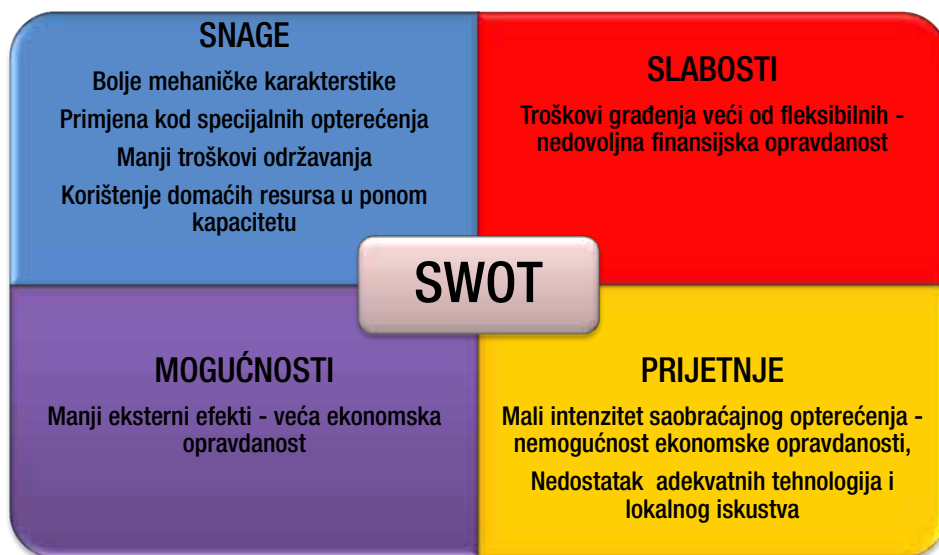 SNAGE
Bolje mehaničke karakterstike
Primjena kod specijalnih opterećenja
Manji troškovi održavanja
Korištenje domaćih resursa u ponom
kapacitetu
SLABOSTI
Troškovi građenja veći od fleksibilnih -
nedovoljna finansijska opravdanost
SWOT
MOGUĆNOSTI
Manji eksterni efekti - veća ekonomska
opravdanost
PRIJETNJE
Mali intenzitet saobraćajnog opterećenja -
nemogućnost ekonomske opravdanosti,
Nedostatak adekvatnih tehnologija i
lokalnog iskustva